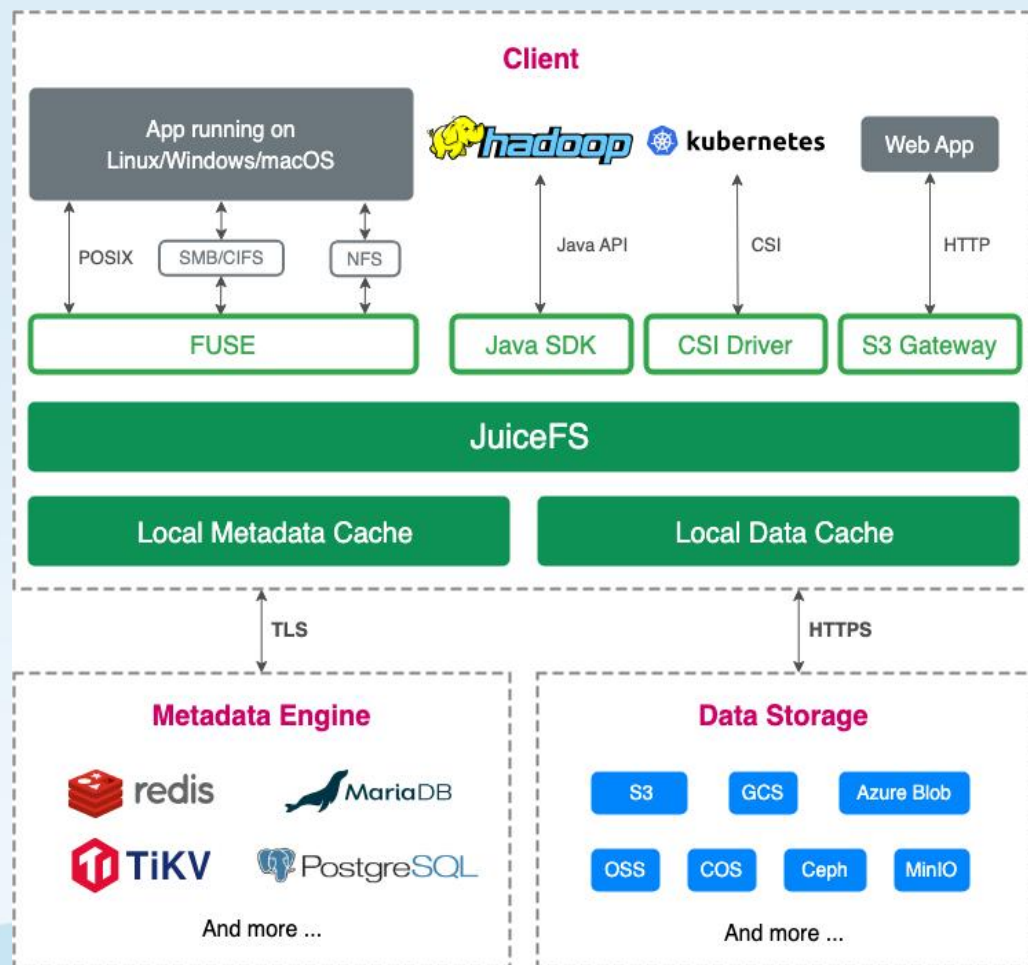 Client
App running on
Linux/Windows/macOS
hadoop
kubernetes
Web App
POSIX
SMB/CIFS
NFS
Java API
CSI
HTTP
FUSE
Java SDK
CSI Driver
S3 Gateway
JuiceFS
Local Metadata Cache
Local Data Cache
TLS
HTTPS
Metadata Engine
redis
MariaDB
TiKV
PostgreSQL
And more ...
Data Storage
S3
GCS
Azure Blob
OSS
COS
Ceph
MinIO
And more ...